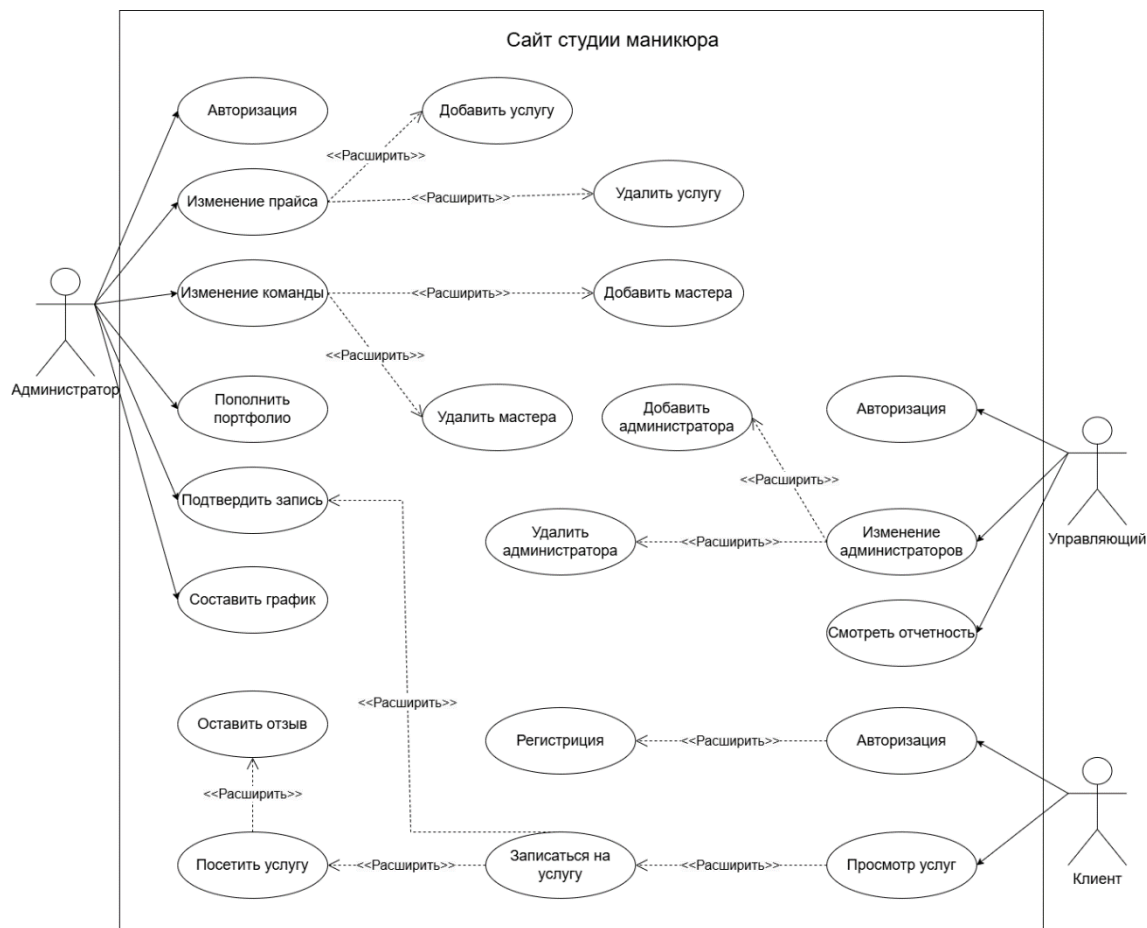 Сайт студии маникюра
Авторизация
Добавить услугу
<<Расширить>>
Изменение прайса
<<Расширить>>
Удалить услугу
Изменение команды
<<Расширить>>
Добавить мастера
<<Расширить>>
Администратор
Пополнить
портфолио
Удалить мастера
Добавить
администратора
Авторизация
<<Расширить>>
Подтвердить запись
Удалить
администратора
<<Расширить>>
Изменение
администраторов
Управляющий
Составить график
Смотреть отчетность
<<Расширить>>
Оставить отзыв
Регистриция
<<Расширить>>
Авторизация
<<Расширить>>
Посетить услугу
<<Расширить>>
Записаться на
услугу
<<Расширить>>
Просмотр услуг
Клиент